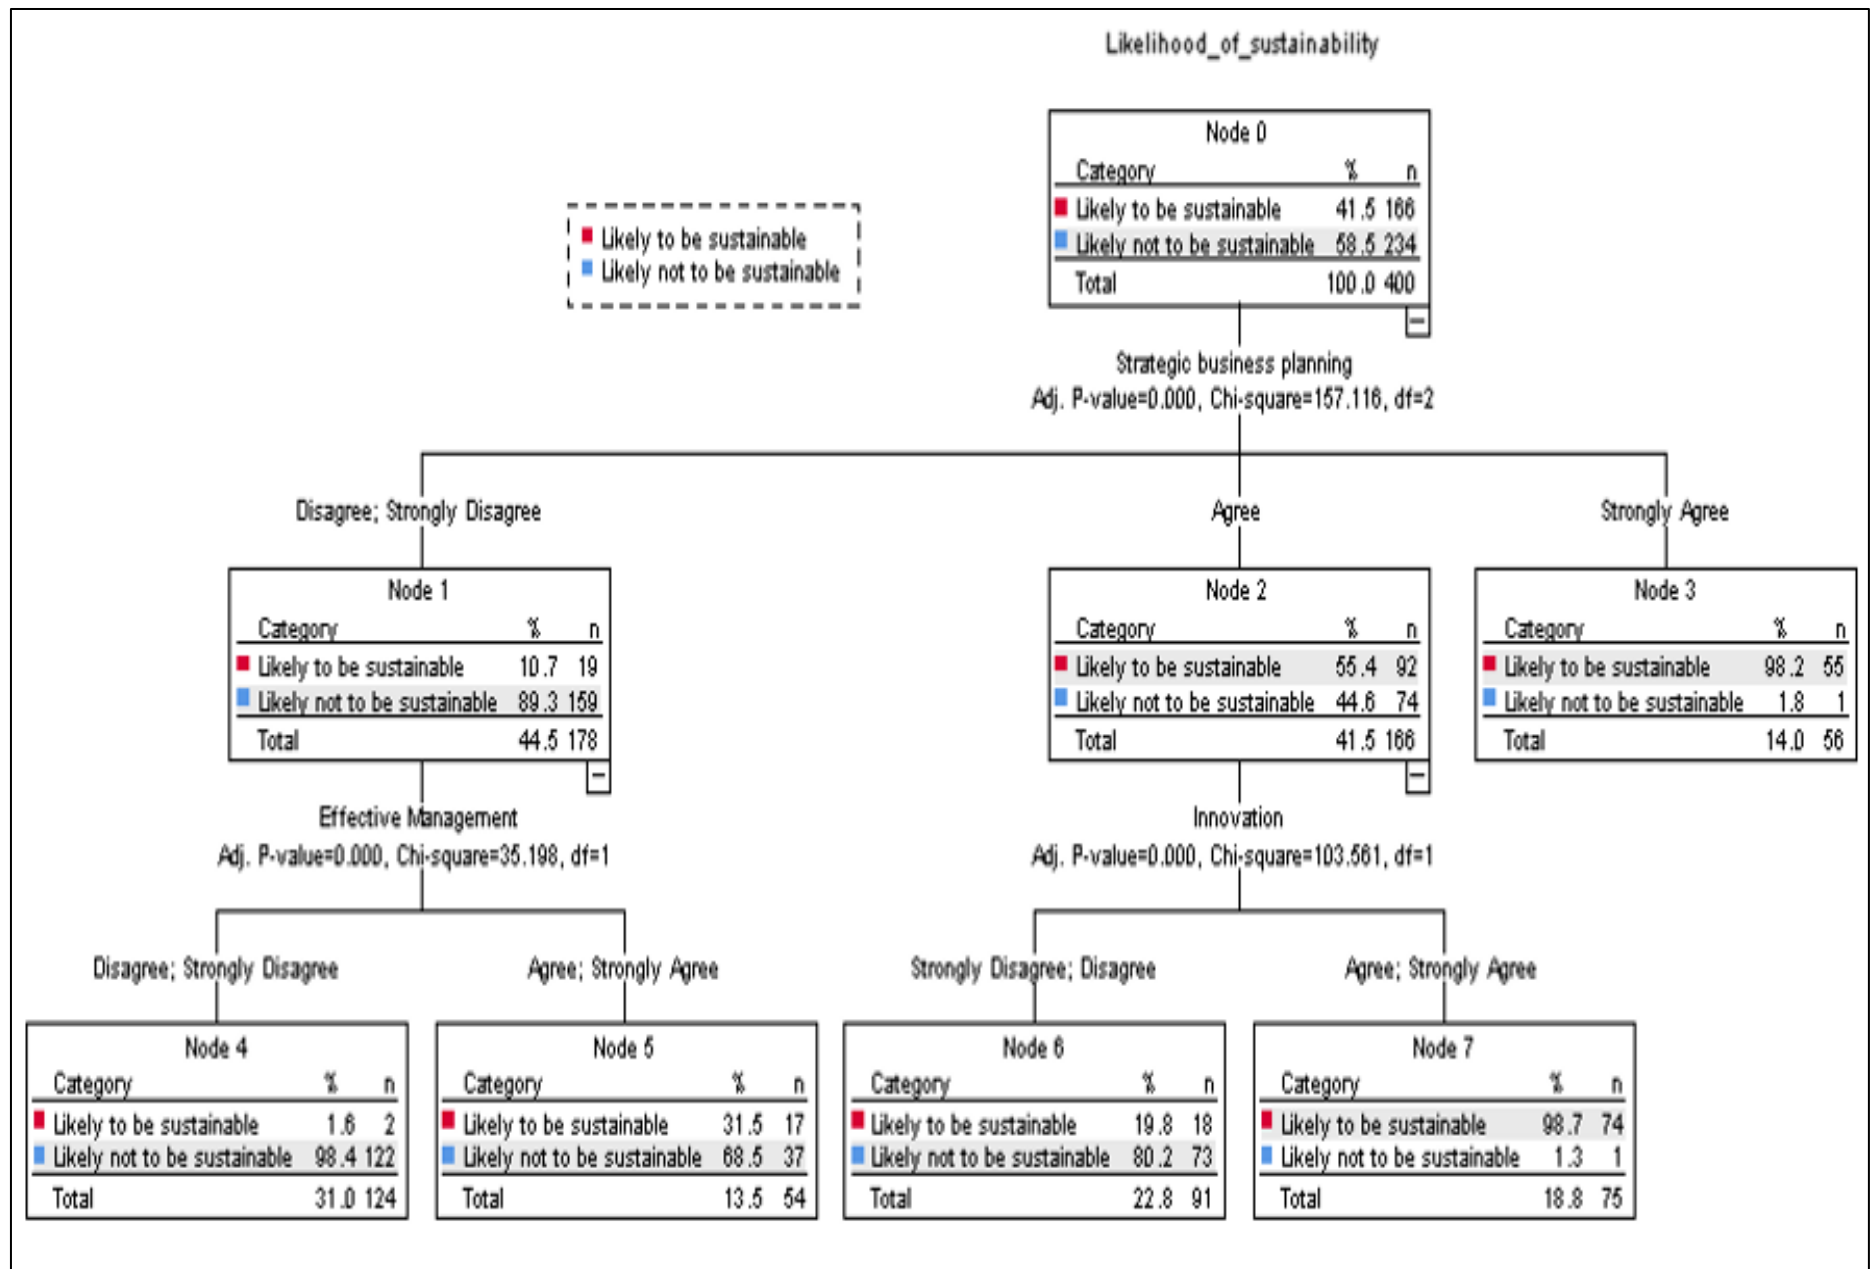 Likelihood_of_sustainability
Node 0
Category % n
Likely to be sustainable 41.5 166
Likely not to be sustainable 58.5 234
Total 100.0 400
Likely to be sustainable
Likely not to be sustainable
Strategic business planning
Adj. P-value=0.000, Chi-square=157.116, df=2
Disagree; Strongly Disagree
Agree
Strongly Agree
Node 1
Category % n
Likely to be sustainable 10.7 19
Likely not to be sustainable 89.3 159
Total 44.5 178
Node 2
Category % n
Likely to be sustainable 55.4 92
Likely not to be sustainable 44.6 74
Total 41.5 166
Node 3
Category % n
Likely to be sustainable 98.2 55
Likely not to be sustainable 1.8 1
Total 14.0 56
Effective Management
Adj. P-value=0.000, Chi-square=35.198, df=1
Innovation
Adj. P-value=0.000, Chi-square=103.561, df=1
Disagree; Strongly Disagree
Agree; Strongly Agree
Strongly Disagree; Disagree
Agree; Strongly Agree
Node 4
Category % n
Likely to be sustainable 1.6 2
Likely not to be sustainable 98.4 122
Total 31.0 124
Node 5
Category % n
Likely to be sustainable 31.5 17
Likely not to be sustainable 68.5 37
Total 13.5 54
Node 6
Category % n
Likely to be sustainable 19.8 18
Likely not to be sustainable 80.2 73
Total 22.8 91
Node 7
Category % n
Likely to be sustainable 98.7 74
Likely not to be sustainable 1.3 1
Total 18.8 75